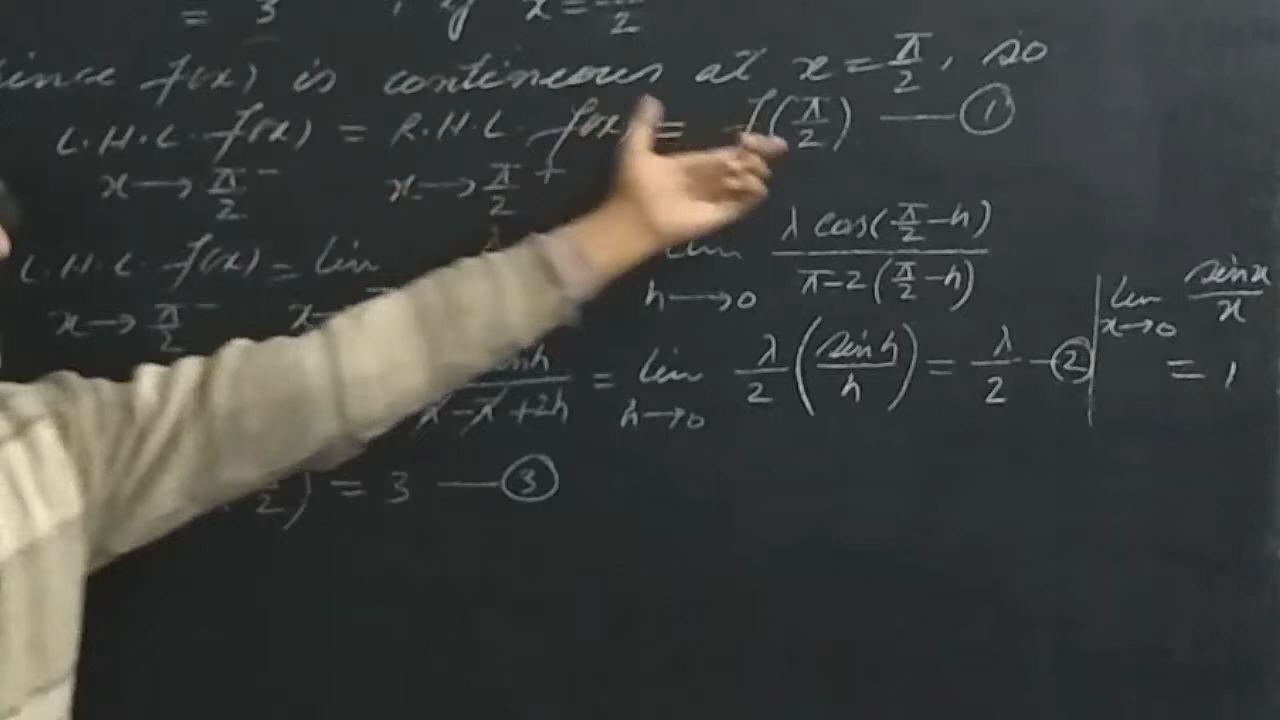 = 3 , if x = π/2
since f(x) is continuous at x = π/2, so
L.H.L. f(x) = R.H.L. f(x) = f(π/2) — ①
x → π/2⁻ x → π/2⁺
L.H.L. f(x) = lim λ lim λ cos(π/2 - h) / π - 2(π/2 - h)
x → π/2⁻ x → h → 0
sinh / π - π + 2h = lim λ/2 (sinh / h) = λ/2 — ②
h → 0
lim sinx / x
x → 0
= 1
π/2) = 3 — ③